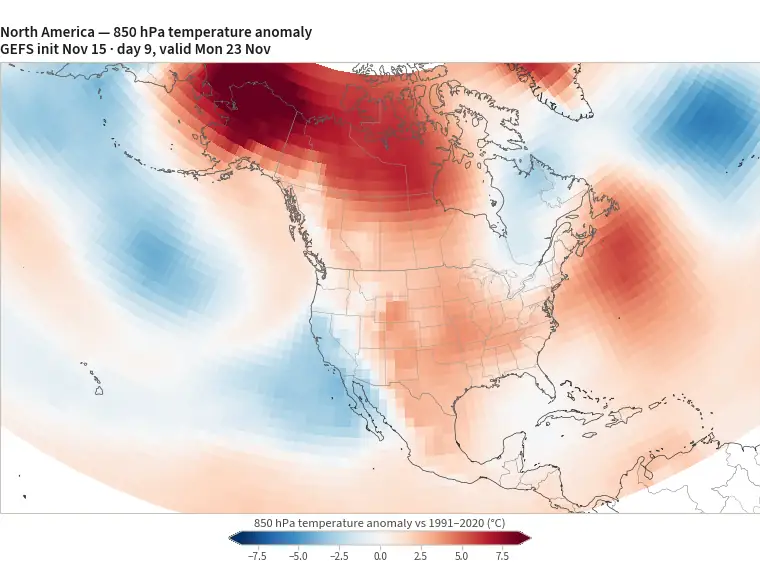 North America — 850 hPa temperature anomaly
GEFS init Nov 15 · day 9, valid Mon 23 Nov
850 hPa temperature anomaly vs 1991–2020 (°C)
−7.5 −5.0 −2.5 0.0 2.5 5.0 7.5